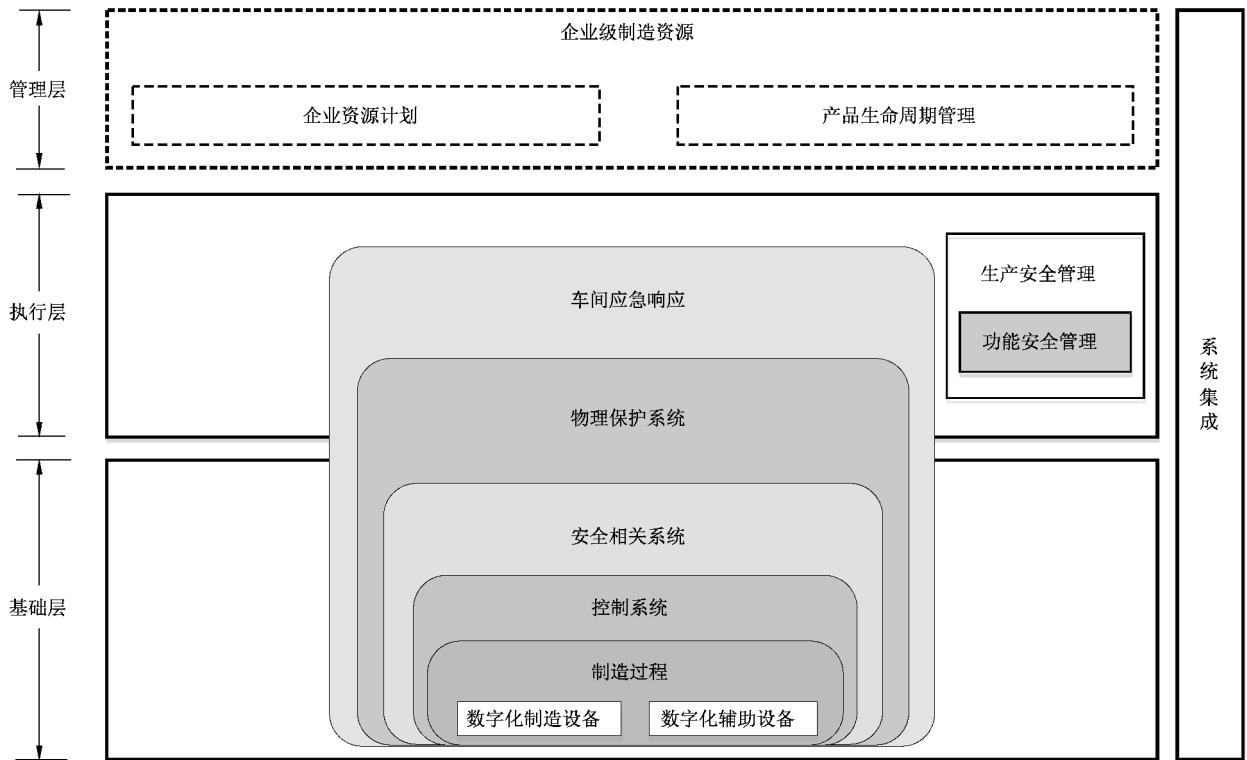 企业级制造资源
管理层
企业资源计划
产品生命周期管理
生产安全管理
车间应急响应
执行层
功能安全管理
系统集成
物理保护系统
安全相关系统
控制系统
基础层
制造过程
数字化制造设备
数字化辅助设备